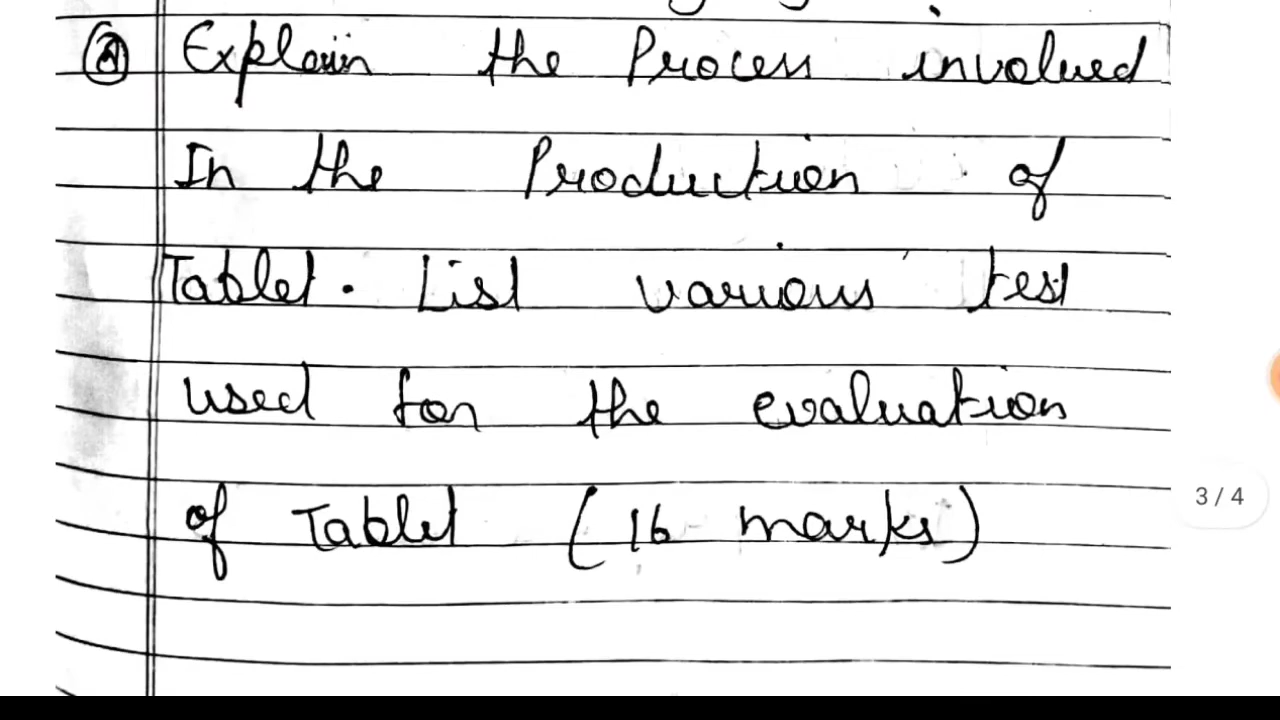 ② Explain the Process involved
In the Production of
Tablet. List various test
used for the evaluation
of Tablet (16 marks)
3 / 4